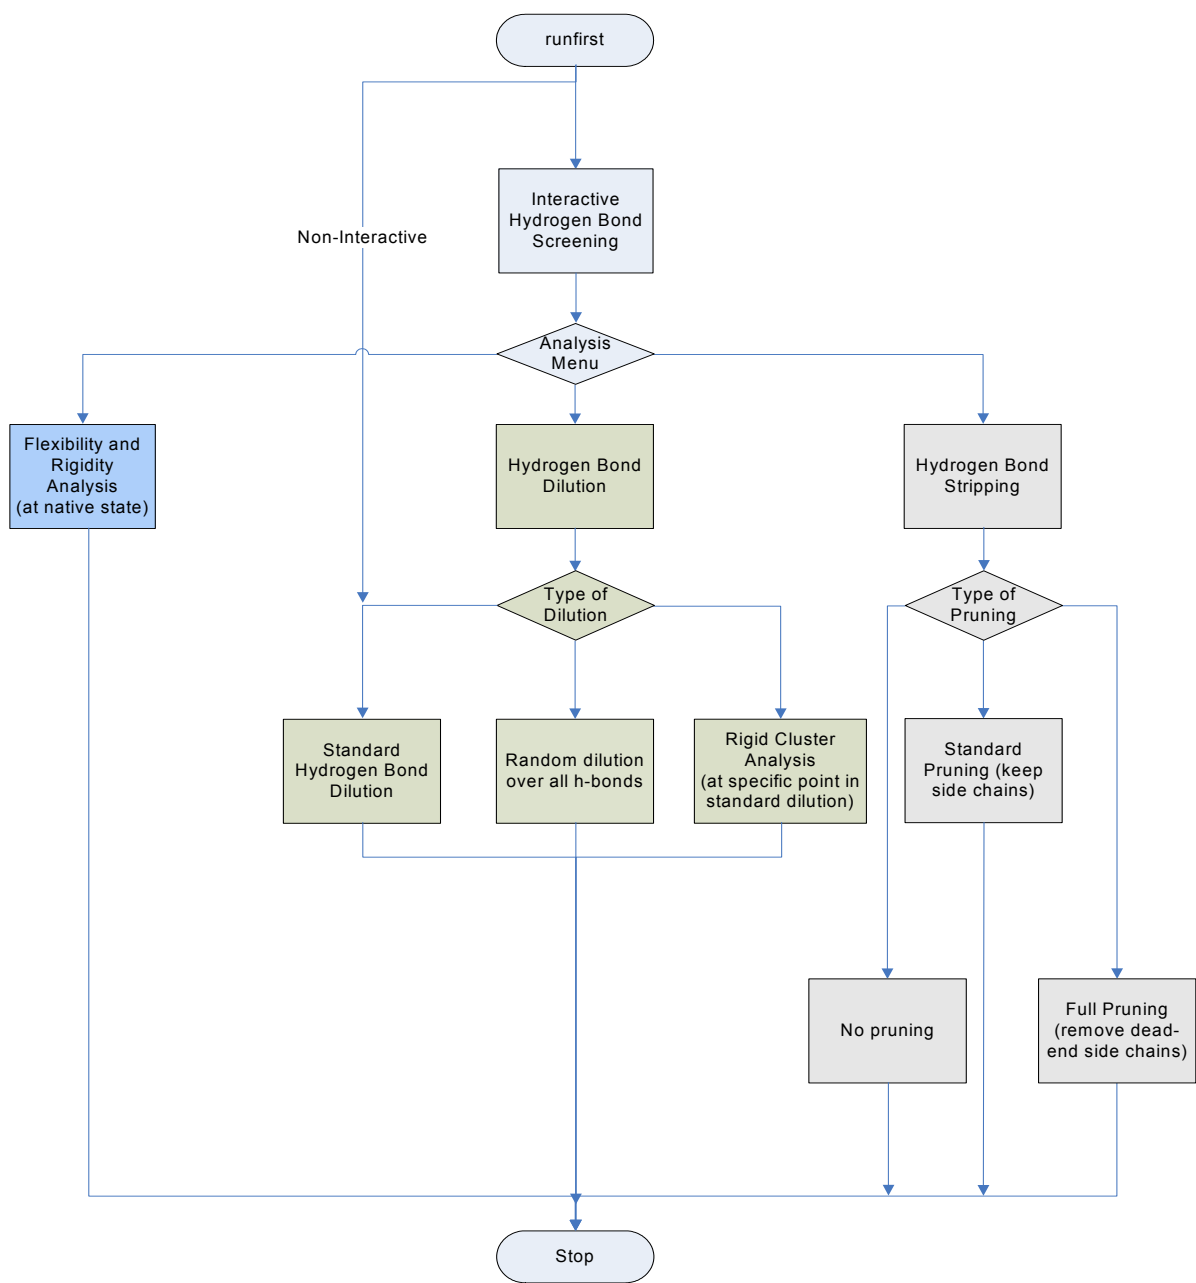 runfirst
Interactive
Hydrogen Bond
Screening
Non-Interactive
Analysis
Menu
Flexibility and
Rigidity
Analysis
(at native state)
Hydrogen Bond
Dilution
Hydrogen Bond
Stripping
Type of
Dilution
Type of
Pruning
Standard
Hydrogen Bond
Dilution
Random dilution
over all h-bonds
Rigid Cluster
Analysis
(at specific point in
standard dilution)
Standard
Pruning (keep
side chains)
No pruning
Full Pruning
(remove dead-
end side chains)
Stop